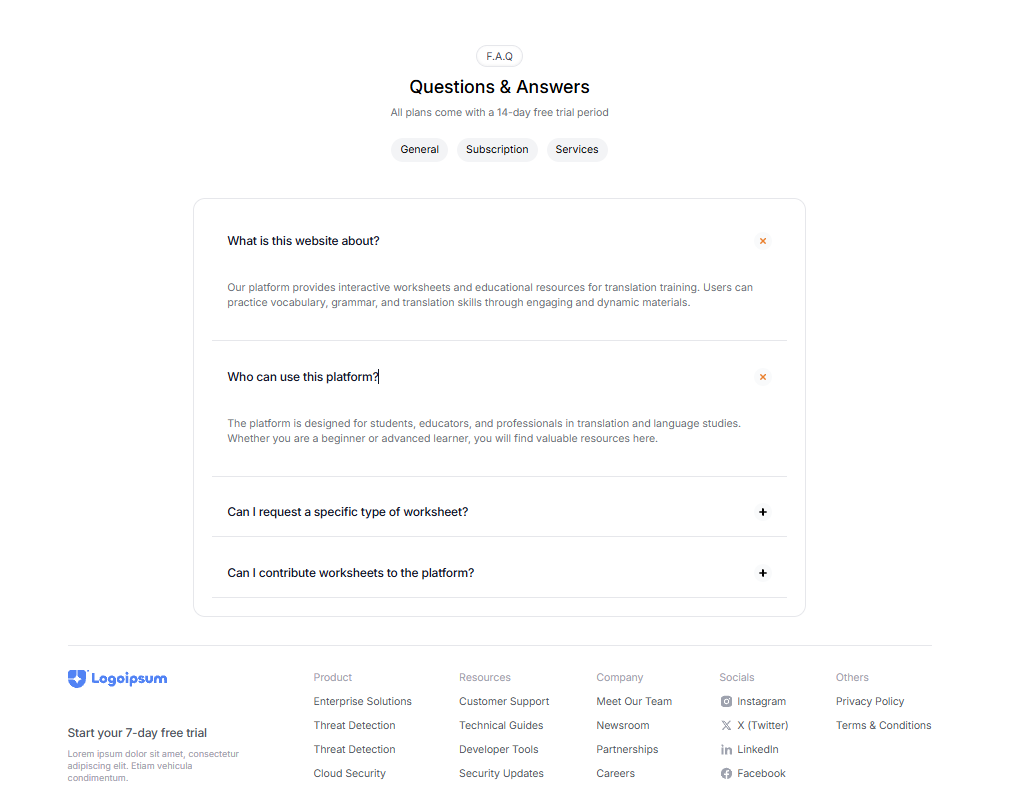 F.A.Q
Questions & Answers
All plans come with a 14-day free trial period
General
Subscription
Services
What is this website about?
Our platform provides interactive worksheets and educational resources for translation training. Users can
practice vocabulary, grammar, and translation skills through engaging and dynamic materials.
Who can use this platform?
The platform is designed for students, educators, and professionals in translation and language studies.
Whether you are a beginner or advanced learner, you will find valuable resources here.
Can I request a specific type of worksheet?
Can I contribute worksheets to the platform?
Logoipsum
Start your 7-day free trial
Lorem ipsum dolor sit amet, consectetur
adipiscing elit. Etiam vehicula
condimentum.
Product
Enterprise Solutions
Threat Detection
Threat Detection
Cloud Security
Resources
Customer Support
Technical Guides
Developer Tools
Security Updates
Company
Meet Our Team
Newsroom
Partnerships
Careers
Socials
Instagram
X (Twitter)
LinkedIn
Facebook
Others
Privacy Policy
Terms & Conditions